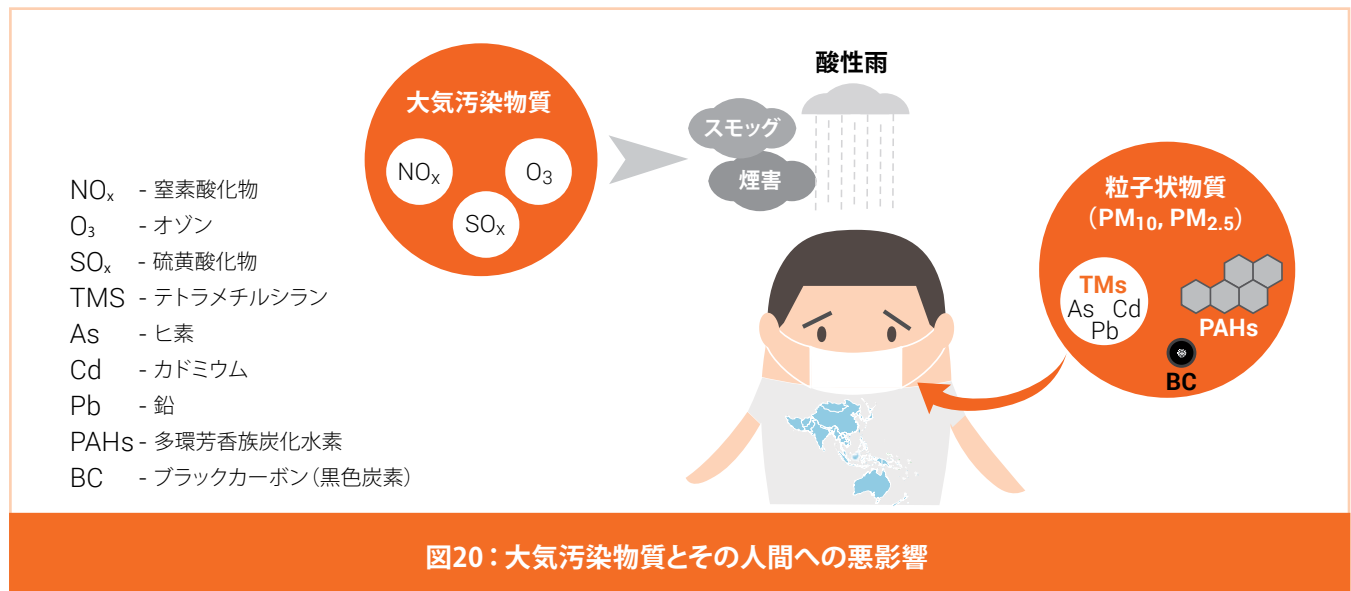 大気汚染物質
NOx
O3
SOx
酸性雨
スモッグ
煙害
粒子状物質
（PM10, PM2.5）
TMs
As Cd
Pb
PAHs
BC
NOx - 窒素酸化物
O3 - オゾン
SOx - 硫黄酸化物
TMS - テトラメチルシラン
As - ヒ素
Cd - カドミウム
Pb - 鉛
PAHs - 多環芳香族炭化水素
BC - ブラックカーボン（黒色炭素）
図20：大気汚染物質とその人間への悪影響